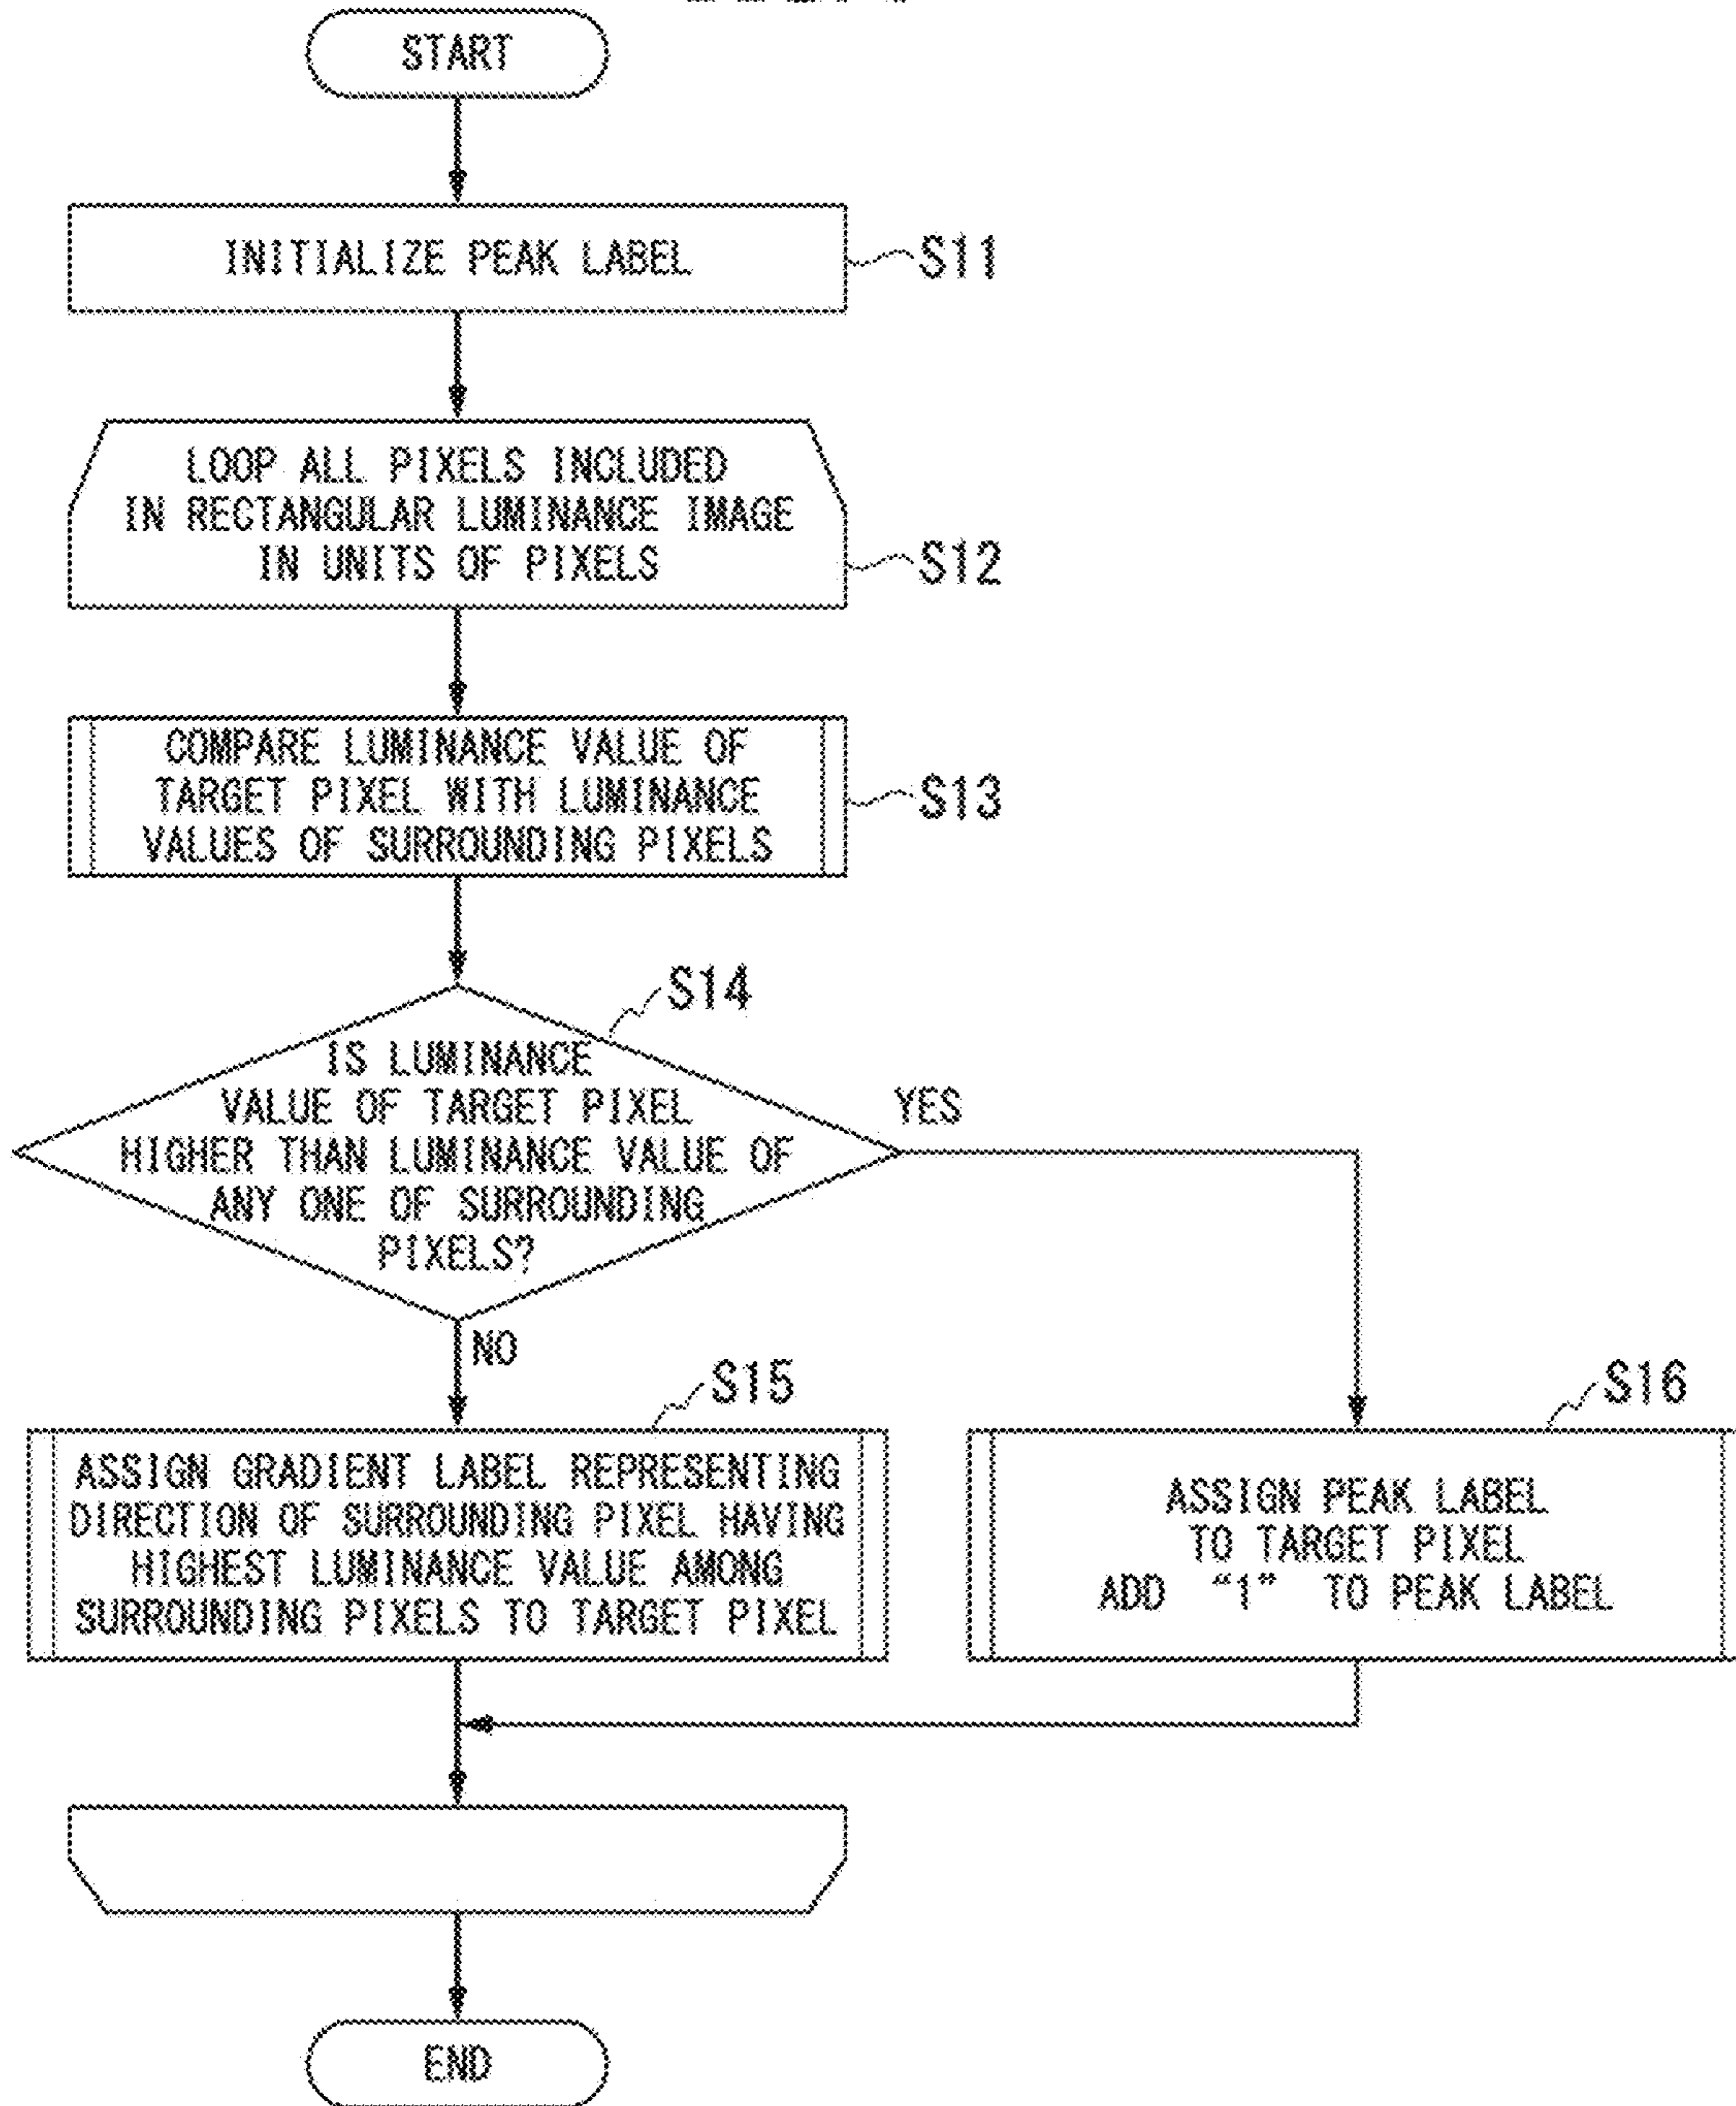 START
INITIALIZE PEAK LABEL
S11
LOOP ALL PIXELS INCLUDED
IN RECTANGULAR LUMINANCE IMAGE
IN UNITS OF PIXELS
S12
COMPARE LUMINANCE VALUE OF
TARGET PIXEL WITH LUMINANCE
VALUES OF SURROUNDING PIXELS
S13
S14
IS LUMINANCE
VALUE OF TARGET PIXEL
HIGHER THAN LUMINANCE VALUE OF
ANY ONE OF SURROUNDING
PIXELS?
YES
NO
S15
ASSIGN GRADIENT LABEL REPRESENTING
DIRECTION OF SURROUNDING PIXEL HAVING
HIGHEST LUMINANCE VALUE AMONG
SURROUNDING PIXELS TO TARGET PIXEL
S16
ASSIGN PEAK LABEL
TO TARGET PIXEL
ADD “1” TO PEAK LABEL
END